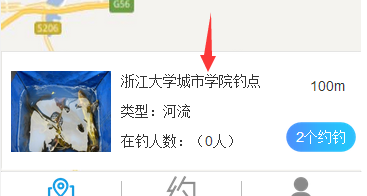 G56
S206
浙江大学城市学院钓点
100m
类型：河流
在钓人数：（0人）
2个约钓
约